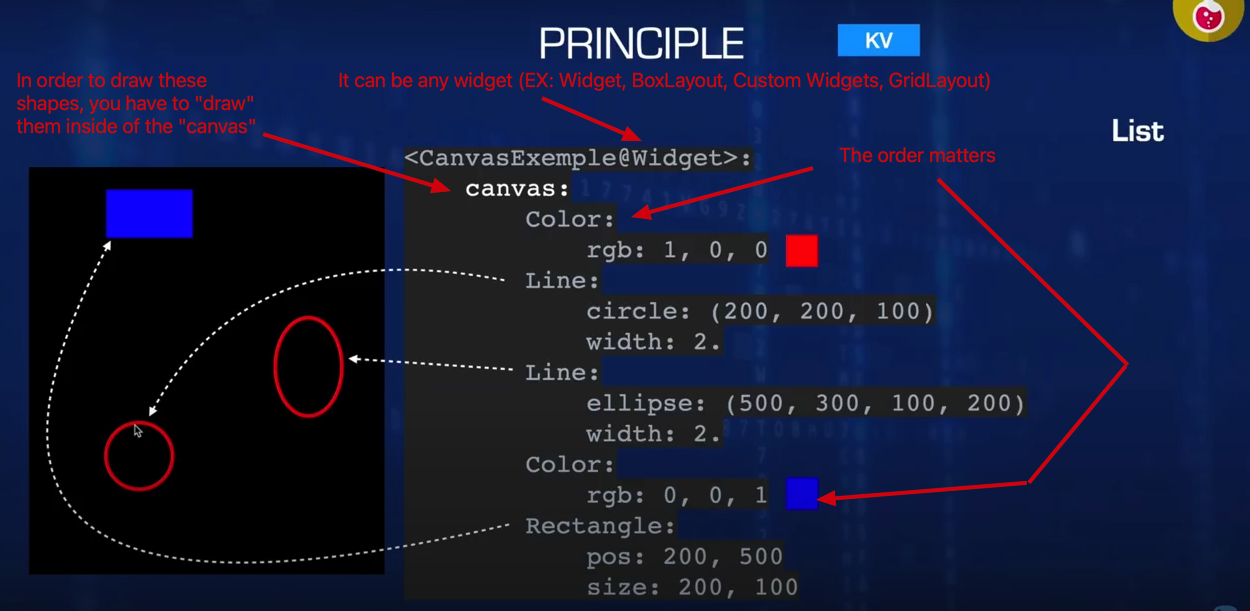 PRINCIPLE
KV
In order to draw these
shapes, you have to "draw"
them inside of the "canvas"
It can be any widget (EX: Widget, BoxLayout, Custom Widgets, GridLayout)
List
The order matters
<CanvasExemple@Widget>:
canvas:
Color:
rgb: 1, 0, 0
Line:
circle: (200, 200, 100)
width: 2.
Line:
ellipse: (500, 300, 100, 200)
width: 2.
Color:
rgb: 0, 0, 1
Rectangle:
pos: 200, 500
size: 200, 100